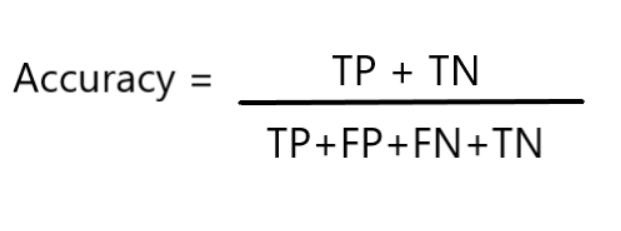 Accuracy =
TP + TN
TP+FP+FN+TN